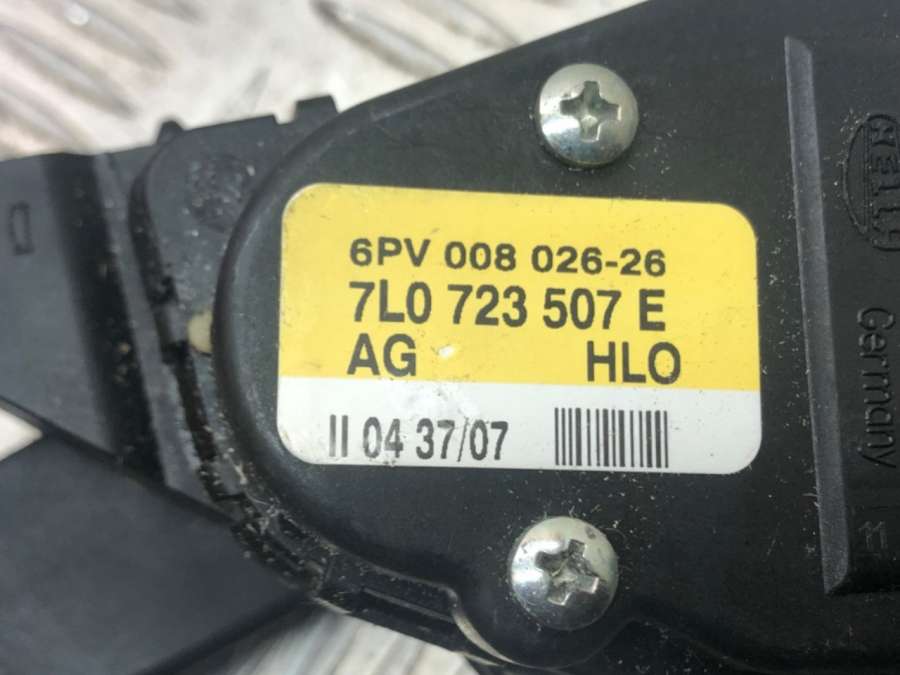 6PV 008 026-26
7L0 723 507 E
AG HLO
II 04 37/07
HELLA
Germany